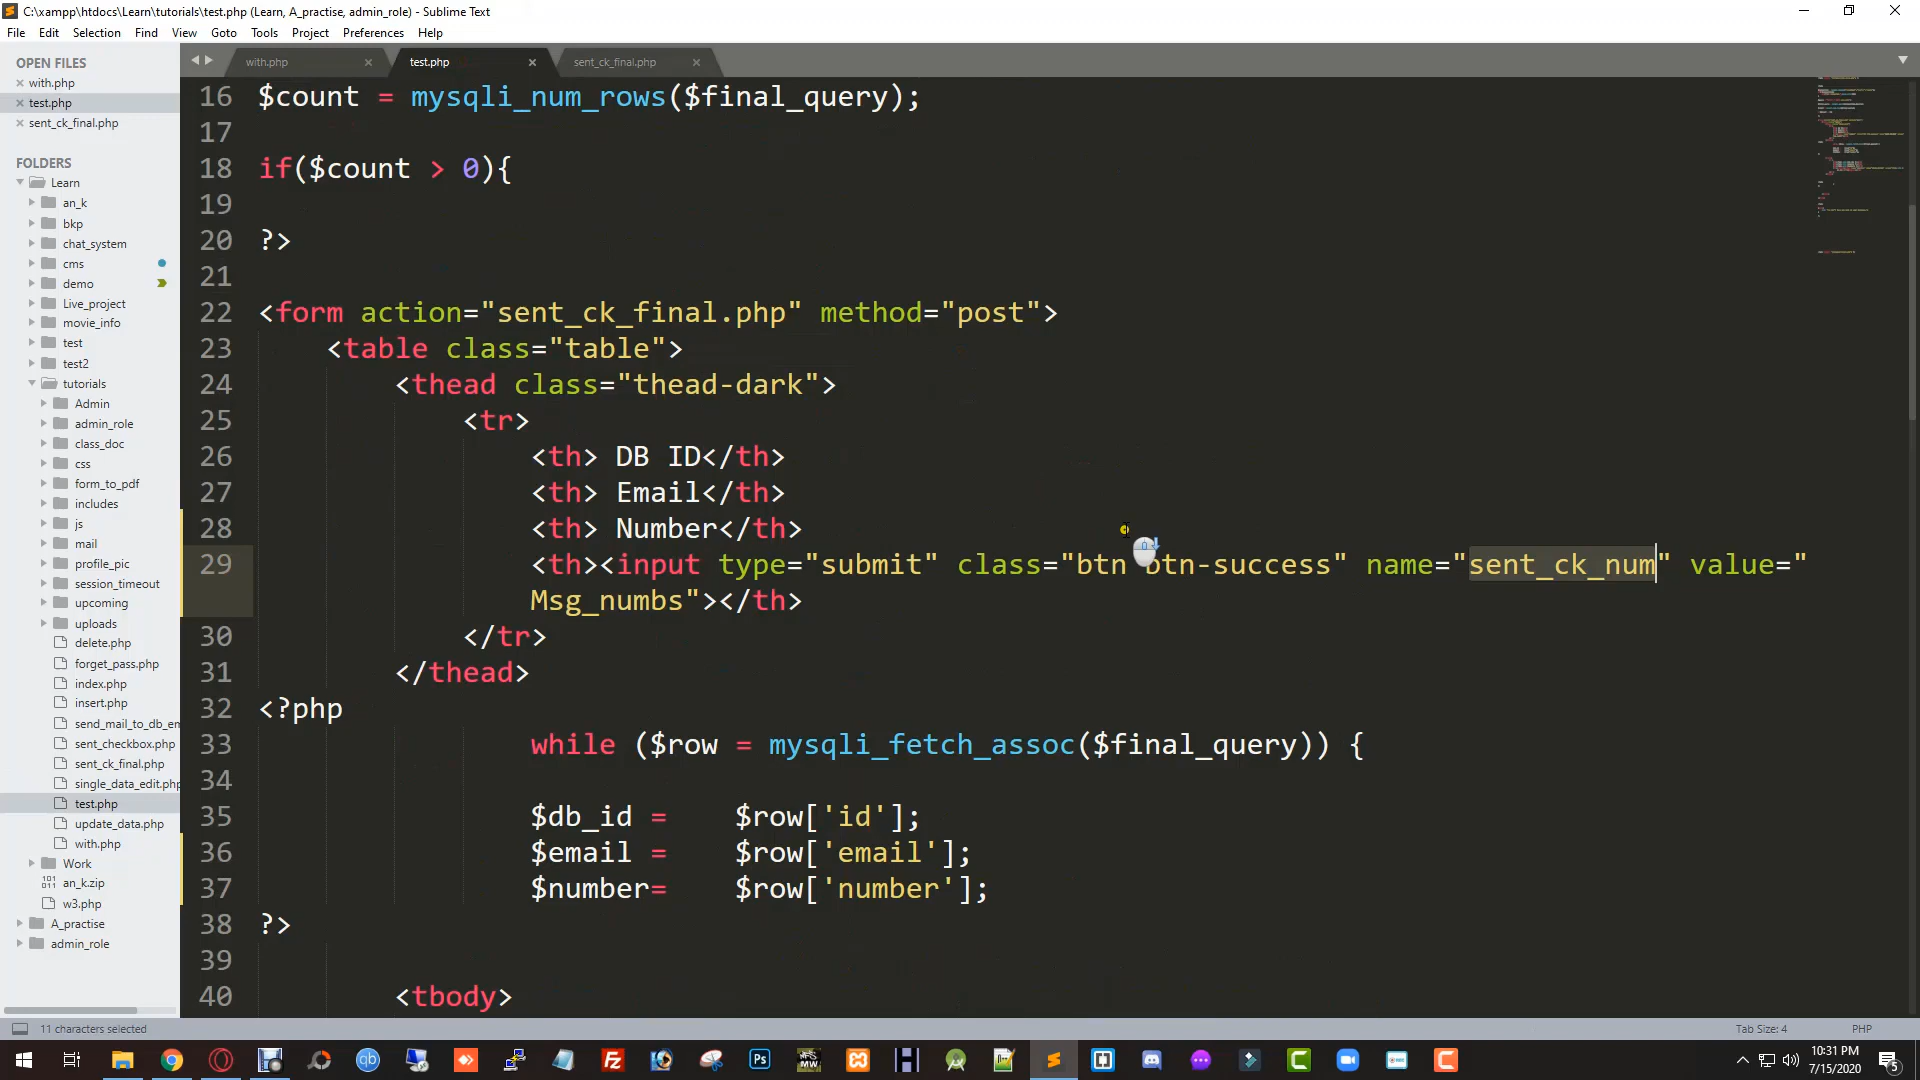 C:\xampp\htdocs\Learn\tutorials\test.php (Learn, A_practise, admin_role) - Sublime Text
File Edit Selection Find View Goto Tools Project Preferences Help
OPEN FILES
with.php
test.php
sent_ck_final.php
FOLDERS
Learn
an_k
bkp
chat_system
cms
demo
Live_project
movie_info
test
test2
tutorials
Admin
admin_role
class_doc
css
form_to_pdf
includes
js
mail
profile_pic
session_timeout
upcoming
uploads
delete.php
forget_pass.php
index.php
insert.php
send_mail_to_db_em
sent_checkbox.php
sent_ck_final.php
single_data_edit.php
test.php
update_data.php
with.php
Work
an_k.zip
w3.php
A_practise
admin_role
with.php test.php sent_ck_final.php
16 $count = mysqli_num_rows($final_query);
17
18 if($count > 0){
19
20 ?>
21
22 <form action="sent_ck_final.php" method="post">
23 <table class="table">
24 <thead class="thead-dark">
25 <tr>
26 <th> DB ID</th>
27 <th> Email</th>
28 <th> Number</th>
29 <th><input type="submit" class="btn btn-success" name="sent_ck_num" value="
Msg_numbs"></th>
30 </tr>
31 </thead>
32 <?php
33 while ($row = mysqli_fetch_assoc($final_query)) {
34
35 $db_id = $row['id'];
36 $email = $row['email'];
37 $number= $row['number'];
38 ?>
39
40 <tbody>
11 characters selected
Tab Size: 4 PHP
10:31 PM
7/15/2020
5